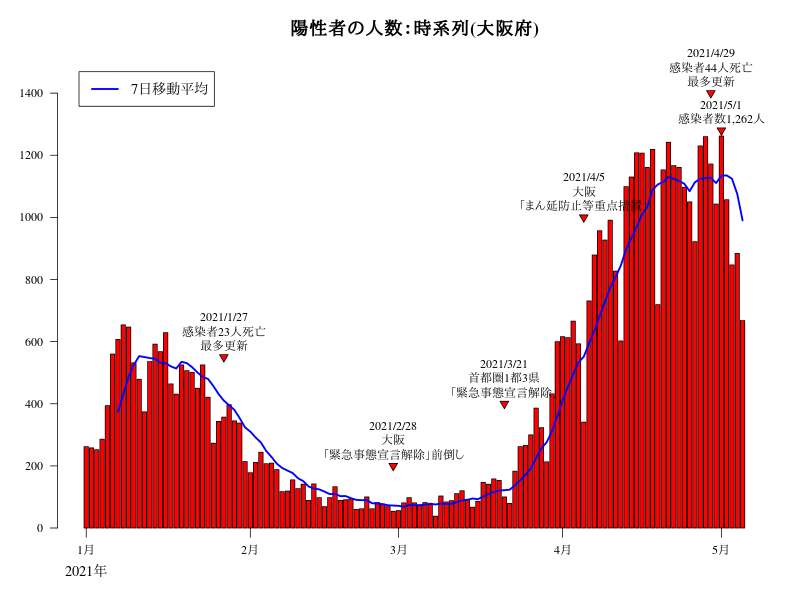 陽性者の人数：時系列(大阪府)
7日移動平均
2021/4/29
感染者44人死亡
最多更新
2021/5/1
感染者数1,262人
2021/4/5
大阪
「まん延防止等重点措置」
2021/1/27
感染者23人死亡
最多更新
2021/3/21
首都圏1都3県
「緊急事態宣言解除」
2021/2/28
大阪
「緊急事態宣言解除」前倒し
1400
1200
1000
800
600
400
200
0
1月
2月
3月
4月
5月
2021年